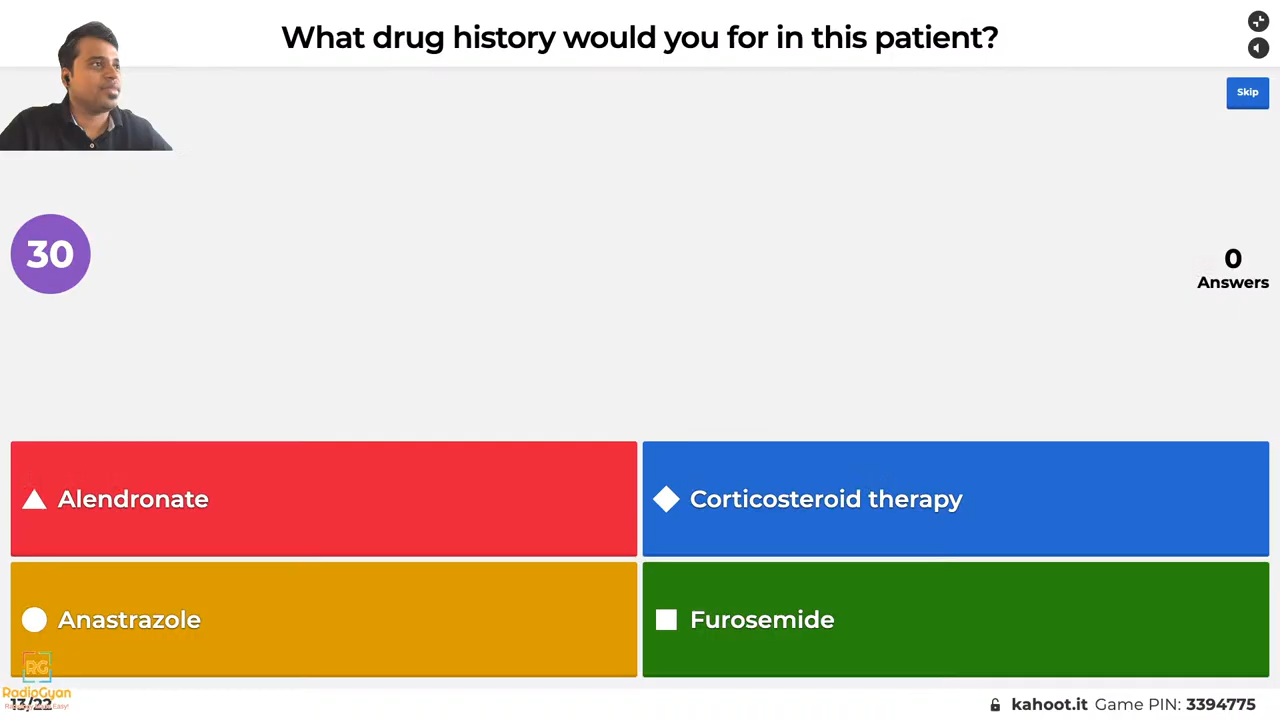 What drug history would you for in this patient?
Skip
30
0
Answers
Alendronate
Corticosteroid therapy
Anastrazole
Furosemide
RG
RadioGyan
13/22
kahoot.it Game PIN: 3394775